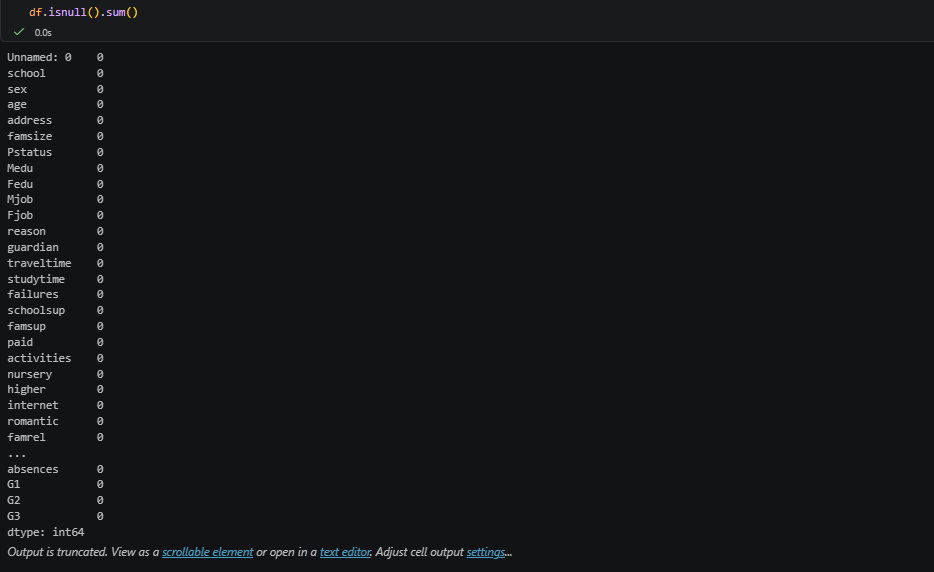 df.isnull().sum()
0.0s
Unnamed: 0    0
school        0
sex           0
age           0
address       0
famsize       0
Pstatus       0
Medu          0
Fedu          0
Mjob          0
Fjob          0
reason        0
guardian      0
traveltime    0
studytime     0
failures      0
schoolsup     0
famsup        0
paid          0
activities    0
nursery       0
higher        0
internet      0
romantic      0
famrel        0
...
absences      0
G1            0
G2            0
G3            0
dtype: int64
Output is truncated. View as a scrollable element or open in a text editor. Adjust cell output settings...